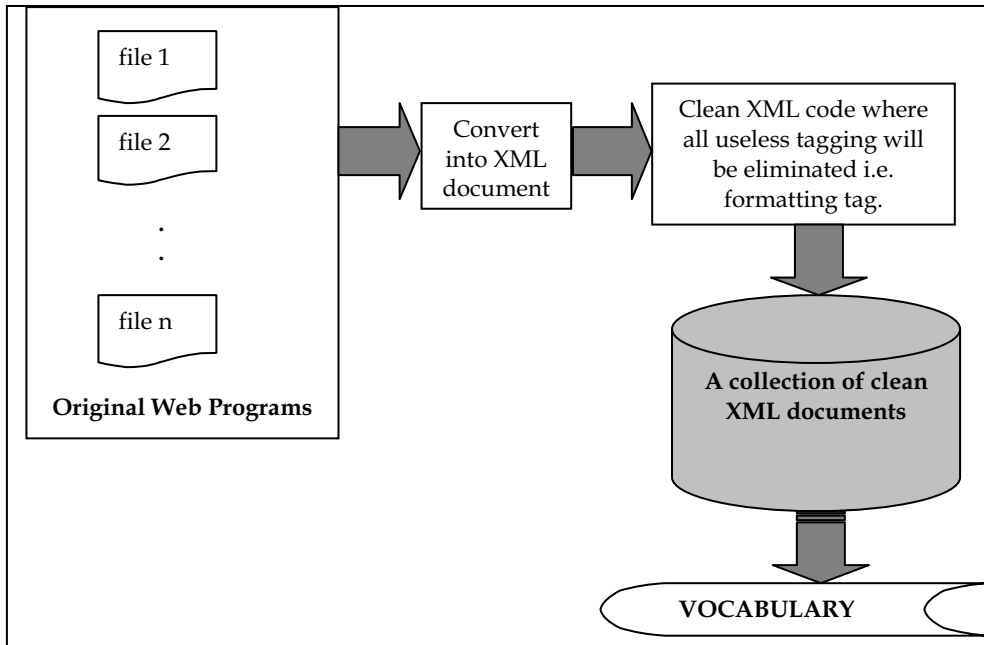 file 1
file 2
.
.
file n
Original Web Programs
Convert
into XML
document
Clean XML code where
all useless tagging will
be eliminated i.e.
formatting tag.
A collection of clean
XML documents
VOCABULARY